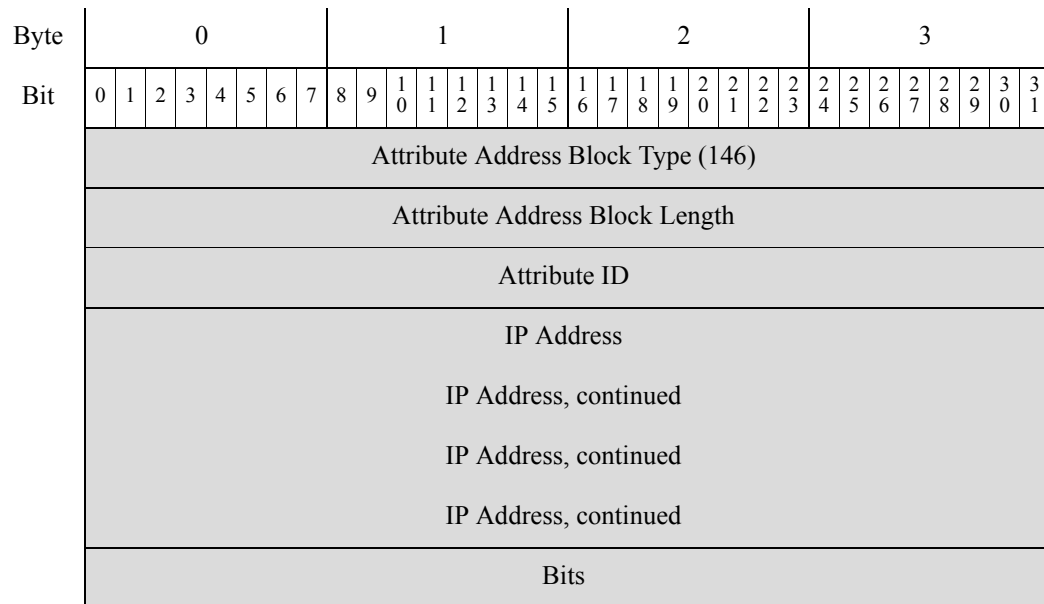 Byte 0 1 2 3
Bit 0 1 2 3 4 5 6 7 8 9 10 11 12 13 14 15 16 17 18 19 20 21 22 23 24 25 26 27 28 29 30 31
Attribute Address Block Type (146)
Attribute Address Block Length
Attribute ID
IP Address
IP Address, continued
IP Address, continued
IP Address, continued
Bits